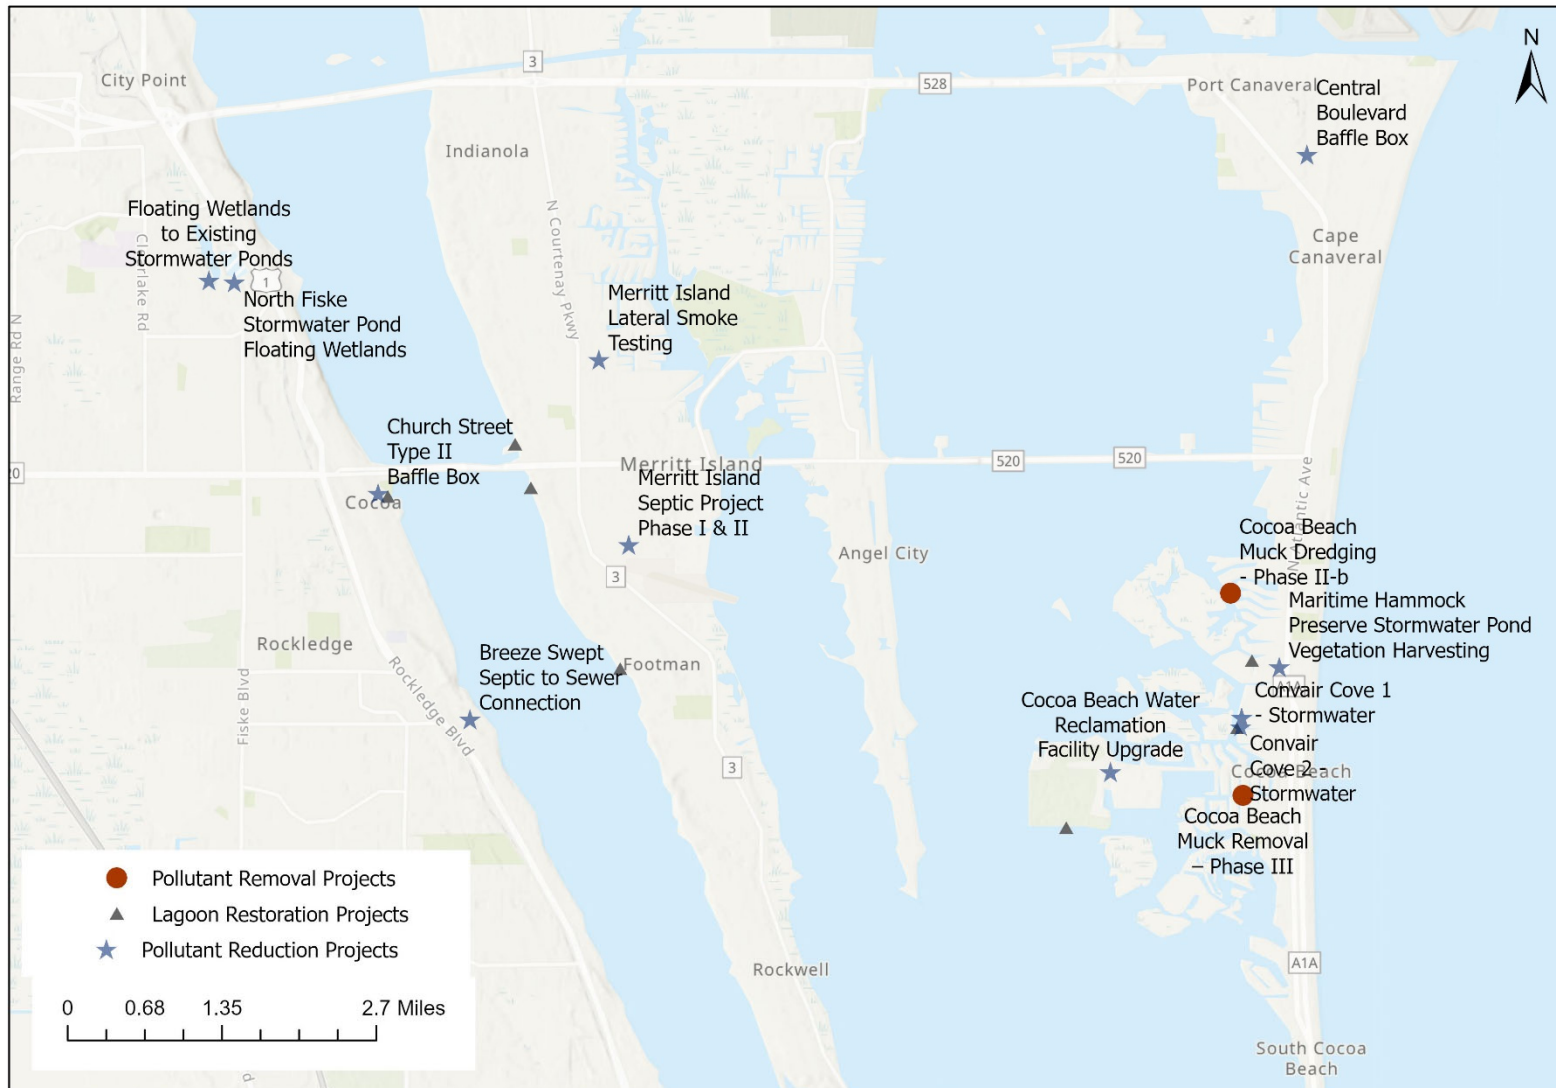 N
City Point
3
528
Port Canaveral
Central
Boulevard
Baffle Box
Indianola
Floating Wetlands
to Existing
Stormwater Ponds
Clearlake Rd
N Courtenay Pkwy
Cape
Canaveral
1
North Fiske
Stormwater Pond
Floating Wetlands
Merritt Island
Lateral Smoke
Testing
Range Rd N
Church Street
Type II
Baffle Box
20
Cocoa
Merritt Island
520
520
Merritt Island
Septic Project
Phase I & II
N Atlantic Ave
Cocoa Beach
Muck Dredging
- Phase II-b
Angel City
3
Maritime Hammock
Preserve Stormwater Pond
Vegetation Harvesting
Rockledge
Breeze Swept
Septic to Sewer
Connection
Footman
A1A
Fiske Blvd
Rockledge Blvd
Cocoa Beach Water
Reclamation
Facility Upgrade
Convair Cove 1
- Stormwater
Convair
Cove 2 -
Stormwater
Cocoa Beach
3
Cocoa Beach
Muck Removal
– Phase III
Pollutant Removal Projects
Lagoon Restoration Projects
Pollutant Reduction Projects
Rockwell
A1A
0 0.68 1.35 2.7 Miles
South Cocoa
Beach